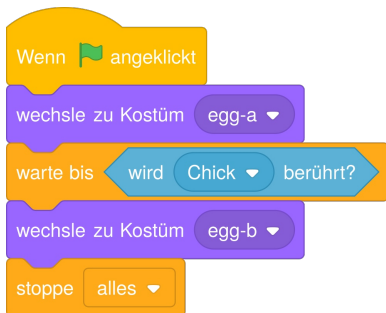 Wenn angeklickt
wechsle zu Kostüm egg-a
warte bis wird Chick berührt?
wechsle zu Kostüm egg-b
stoppe alles